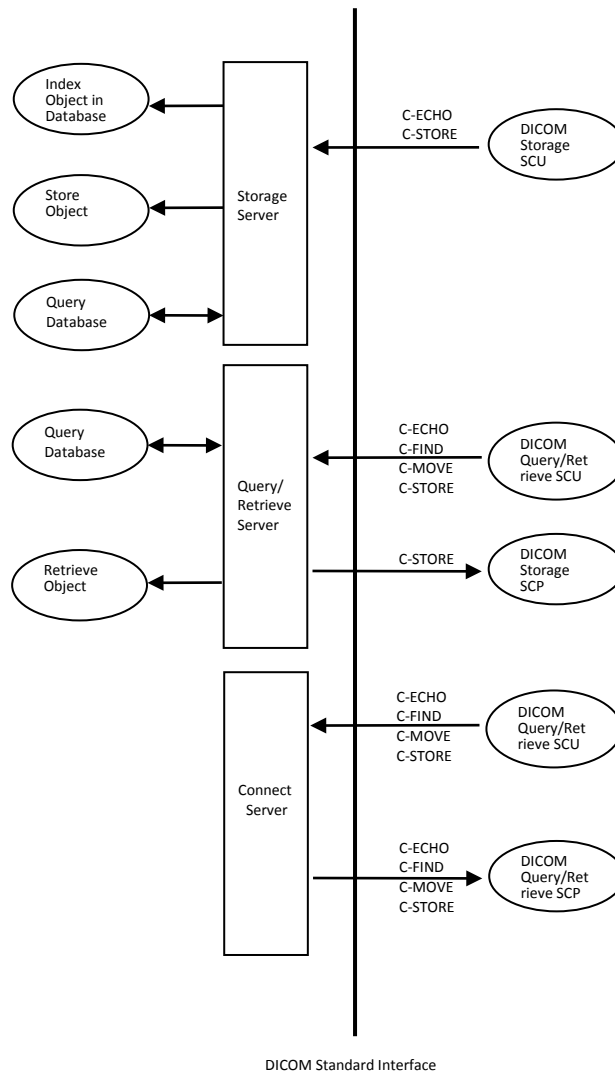 Index
Object in
Database
C-ECHO
C-STORE
DICOM
Storage
SCU
Store
Object
Storage
Server
Query
Database
Query
Database
C-ECHO
C-FIND
C-MOVE
C-STORE
DICOM
Query/Ret
rieve SCU
Query/
Retrieve
Server
Retrieve
Object
C-STORE
DICOM
Storage
SCP
C-ECHO
C-FIND
C-MOVE
C-STORE
DICOM
Query/Ret
rieve SCU
Connect
Server
C-ECHO
C-FIND
C-MOVE
C-STORE
DICOM
Query/Ret
rieve SCP
DICOM Standard Interface